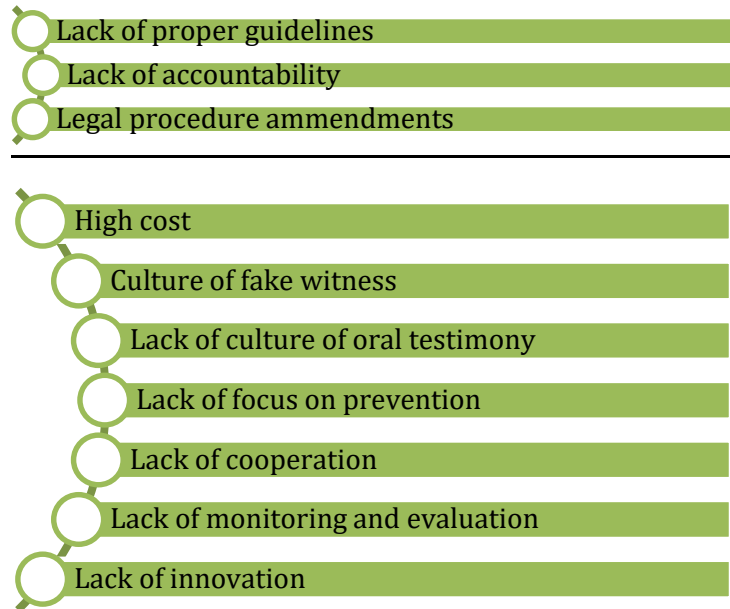 Lack of proper guidelines
Lack of accountability
Legal procedure ammendments
High cost
Culture of fake witness
Lack of culture of oral testimony
Lack of focus on prevention
Lack of cooperation
Lack of monitoring and evaluation
Lack of innovation